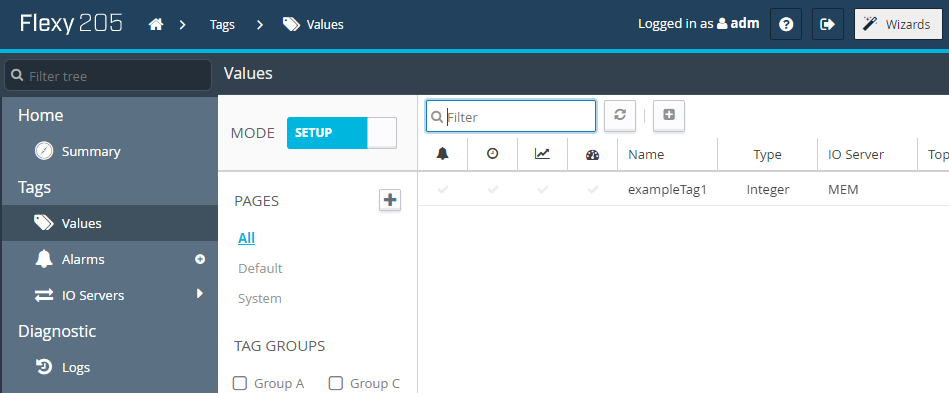 Flexy 205 Tags Values Logged in as adm Wizards
Filter tree
Values
Home
Summary
Tags
Values
Alarms
IO Servers
Diagnostic
Logs
MODE SETUP
PAGES
All
Default
System
TAG GROUPS
Group A Group C
Filter
Name Type IO Server Top
exampleTag1 Integer MEM